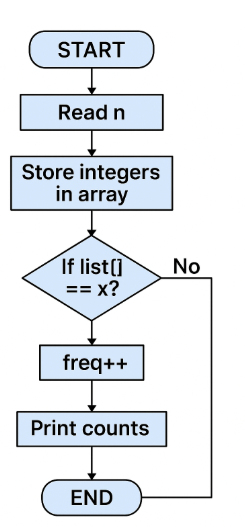 START
Read n
Store integers
in array
If list[]
== x?
No
freq++
Print counts
END